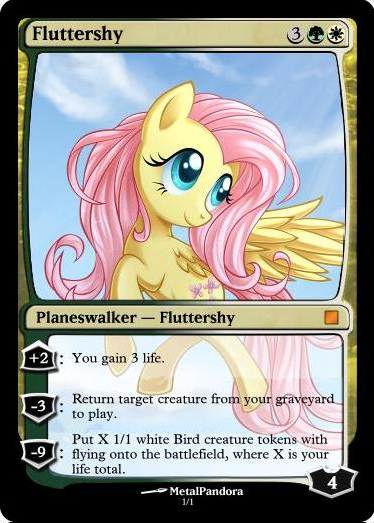 Fluttershy 3
Planeswalker — Fluttershy
+2: You gain 3 life.
-3: Return target creature from your graveyard
to play.
-9: Put X 1/1 white Bird creature tokens with
flying onto the battlefield, where X is your
life total.
4
MetalPandora
1/1